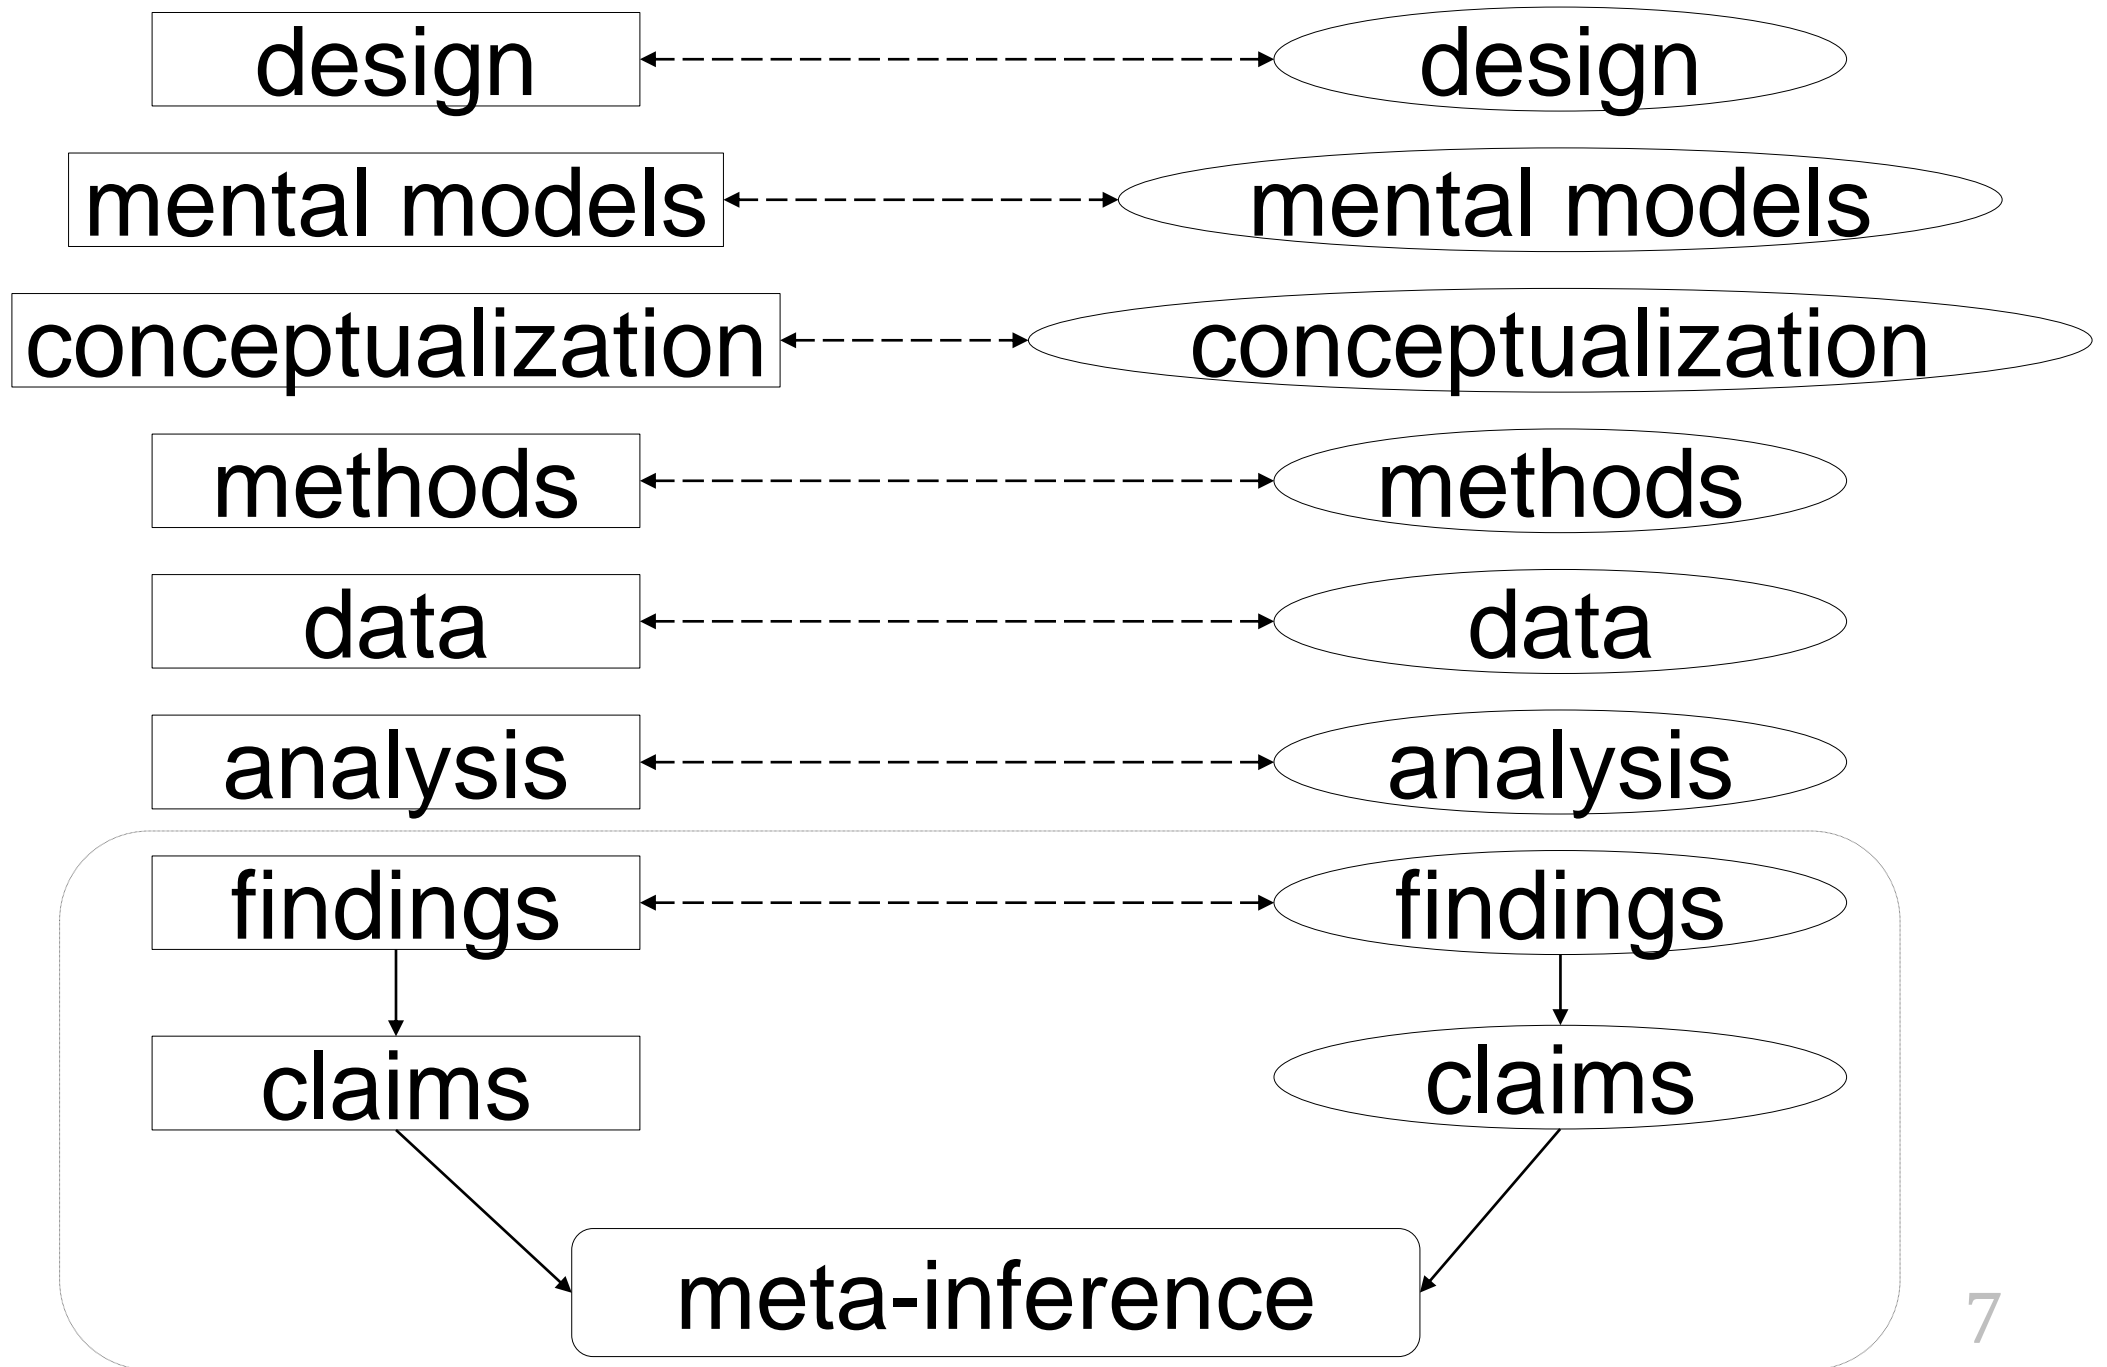 design design
mental models mental models
conceptualization conceptualization
methods methods
data data
analysis analysis
findings findings
claims claims
meta-inference
7